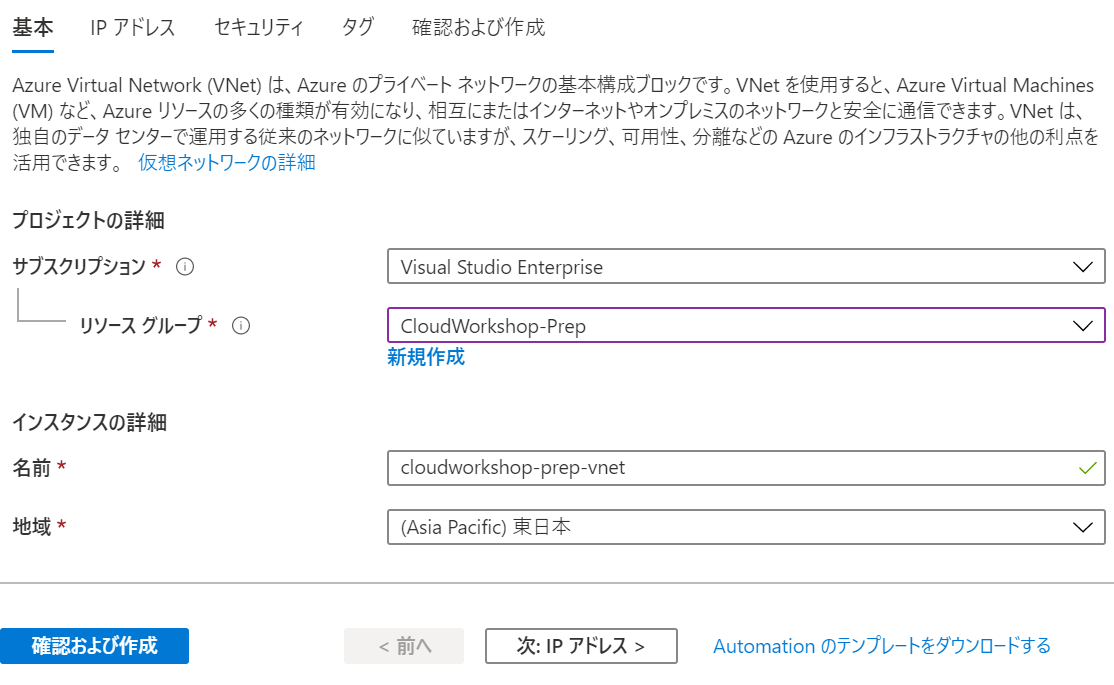 基本 IP アドレス セキュリティ タグ 確認および作成
Azure Virtual Network (VNet) は、Azure のプライベート ネットワークの基本構成ブロックです。VNet を使用すると、Azure Virtual Machines
(VM) など、Azure リソースの多くの種類が有効になり、相互にまたはインターネットやオンプレミスのネットワークと安全に通信できます。VNet は、
独自のデータ センターで運用する従来のネットワークに似ていますが、スケーリング、可用性、分離などの Azure のインフラストラクチャの他の利点を
活用できます。 仮想ネットワークの詳細
プロジェクトの詳細
サブスクリプション * Visual Studio Enterprise
リソース グループ * CloudWorkshop-Prep
新規作成
インスタンスの詳細
名前 * cloudworkshop-prep-vnet
地域 * (Asia Pacific) 東日本
確認および作成 < 前へ 次: IP アドレス > Automation のテンプレートをダウンロードする